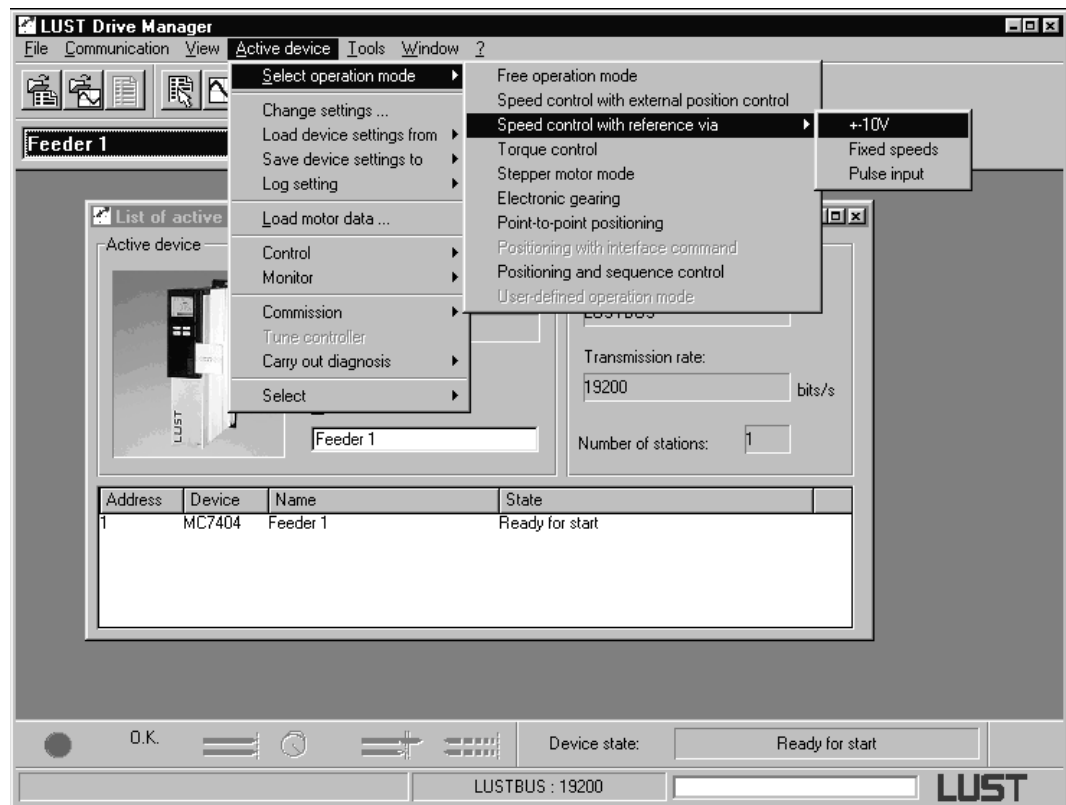 LUST Drive Manager
File Communication View Active device Tools Window ?
Feeder 1
Select operation mode
Change settings ...
Load device settings from
Save device settings to
Log setting
Load motor data ...
Control
Monitor
Commission
Tune controller
Carry out diagnosis
Select
Free operation mode
Speed control with external position control
Speed control with reference via
Torque control
Stepper motor mode
Electronic gearing
Point-to-point positioning
Positioning with interface command
Positioning and sequence control
User-defined operation mode
+-10V
Fixed speeds
Pulse input
List of active
Active device
LUST
Feeder 1
LUSTBUS
Transmission rate:
19200 bits/s
Number of stations: 1
Address Device Name State
1 MC7404 Feeder 1 Ready for start
O.K. Device state: Ready for start
LUSTBUS : 19200 LUST